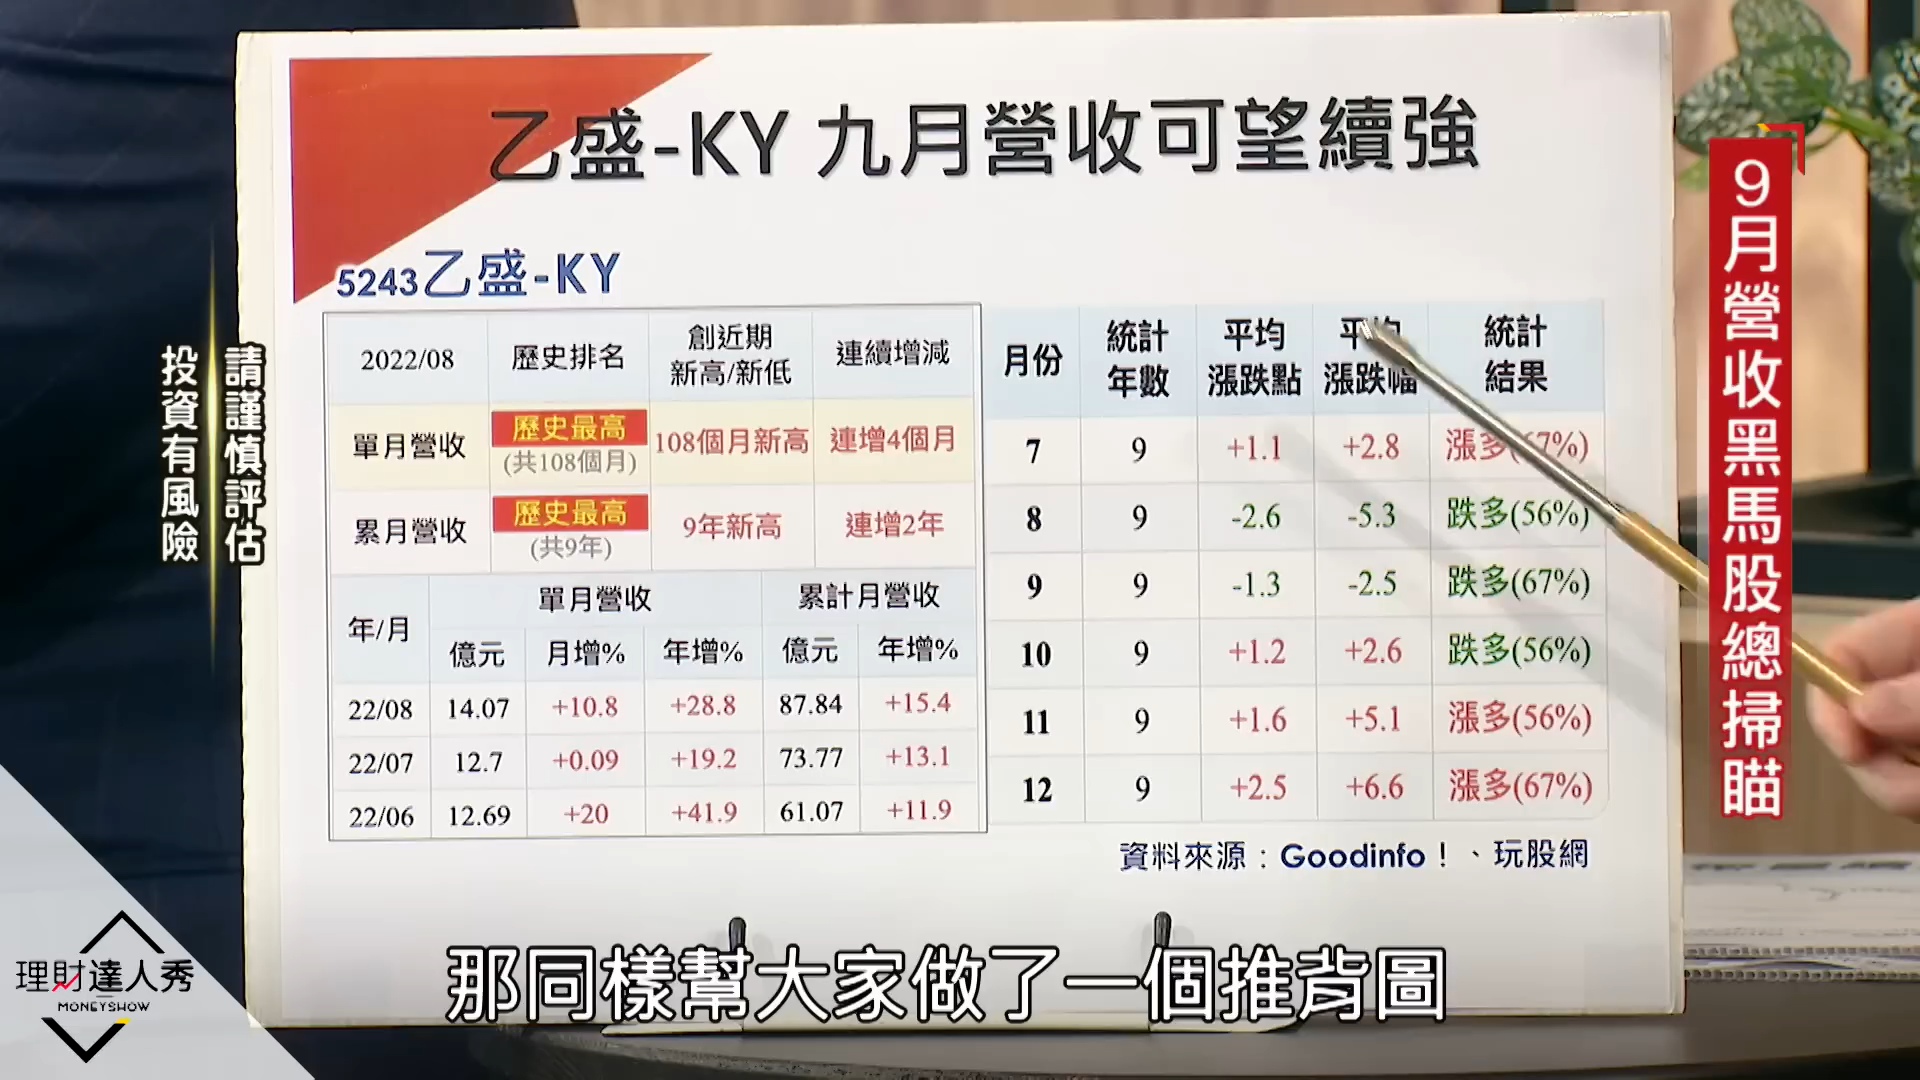 乙盛-KY 九月營收可望續強
5243乙盛-KY
2022/08 歷史排名 創近期新高/新低 連續增減
單月營收 歷史最高(共108個月) 108個月新高 連增4個月
累月營收 歷史最高(共9年) 9年新高 連增2年
年/月 單月營收 累計月營收
億元 月增% 年增% 億元 年增%
22/08 14.07 +10.8 +28.8 87.84 +15.4
22/07 12.7 +0.09 +19.2 73.77 +13.1
22/06 12.69 +20 +41.9 61.07 +11.9
月份 統計年數 平均漲跌點 平均漲跌幅 統計結果
7 9 +1.1 +2.8 漲多(67%)
8 9 -2.6 -5.3 跌多(56%)
9 9 -1.3 -2.5 跌多(67%)
10 9 +1.2 +2.6 跌多(56%)
11 9 +1.6 +5.1 漲多(56%)
12 9 +2.5 +6.6 漲多(67%)
資料來源：Goodinfo！、玩股網
9月營收黑馬股總掃瞄
請謹慎評估
投資有風險
理財達人秀
MONEYSHOW
那同樣幫大家做了一個推背圖